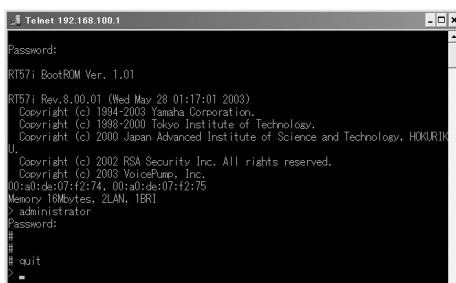 Telnet 192.168.100.1
Password:
RT57i BootROM Ver. 1.01
RT57i Rev.8.00.01 (Wed May 28 01:17:01 2003)
Copyright (c) 1994-2003 Yamaha Corporation.
Copyright (c) 1998-2000 Tokyo Institute of Technology.
Copyright (c) 2000 Japan Advanced Institute of Science and Technology, HOKURIK
U.
Copyright (c) 2002 RSA Security Inc. All rights reserved.
Copyright (c) 2003 VoicePump, Inc.
00:a0:de:07:f2:74, 00:a0:de:07:f2:75
Memory 16Mbytes, 2LAN, 1BRI
> administrator
Password:
#
#
# quit
> _